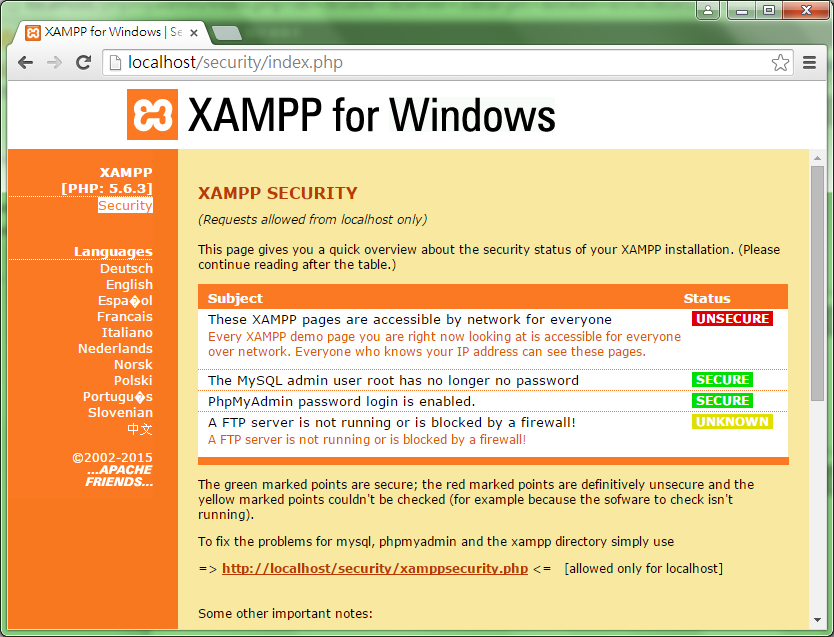 XAMPP for Windows | Se
localhost/security/index.php
XAMPP for Windows
XAMPP
[PHP: 5.6.3]
Security
Languages
Deutsch
English
Espa�ol
Francais
Italiano
Nederlands
Norsk
Polski
Portugu�s
Slovenian
中文
©2002-2015
...APACHE
FRIENDS...
XAMPP SECURITY
(Requests allowed from localhost only)
This page gives you a quick overview about the security status of your XAMPP installation. (Please
continue reading after the table.)
Subject Status
These XAMPP pages are accessible by network for everyone UNSECURE
Every XAMPP demo page you are right now looking at is accessible for everyone
over network. Everyone who knows your IP address can see these pages.
The MySQL admin user root has no longer no password SECURE
PhpMyAdmin password login is enabled. SECURE
A FTP server is not running or is blocked by a firewall! UNKNOWN
A FTP server is not running or is blocked by a firewall!
The green marked points are secure; the red marked points are definitively unsecure and the
yellow marked points couldn't be checked (for example because the sofware to check isn't
running).
To fix the problems for mysql, phpmyadmin and the xampp directory simply use
=> http://localhost/security/xamppsecurity.php <= [allowed only for localhost]
Some other important notes: